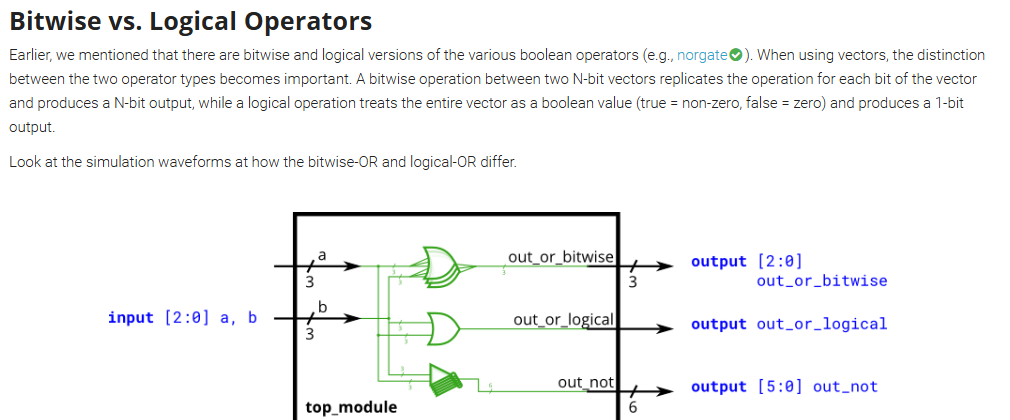 Bitwise vs. Logical Operators
Earlier, we mentioned that there are bitwise and logical versions of the various boolean operators (e.g., norgate). When using vectors, the distinction
between the two operator types becomes important. A bitwise operation between two N-bit vectors replicates the operation for each bit of the vector
and produces a N-bit output, while a logical operation treats the entire vector as a boolean value (true = non-zero, false = zero) and produces a 1-bit
output.
Look at the simulation waveforms at how the bitwise-OR and logical-OR differ.
a
3
out_or_bitwise
3
output [2:0]
out_or_bitwise
input [2:0] a, b
b
3
out_or_logical
output out_or_logical
out_not
6
output [5:0] out_not
top_module